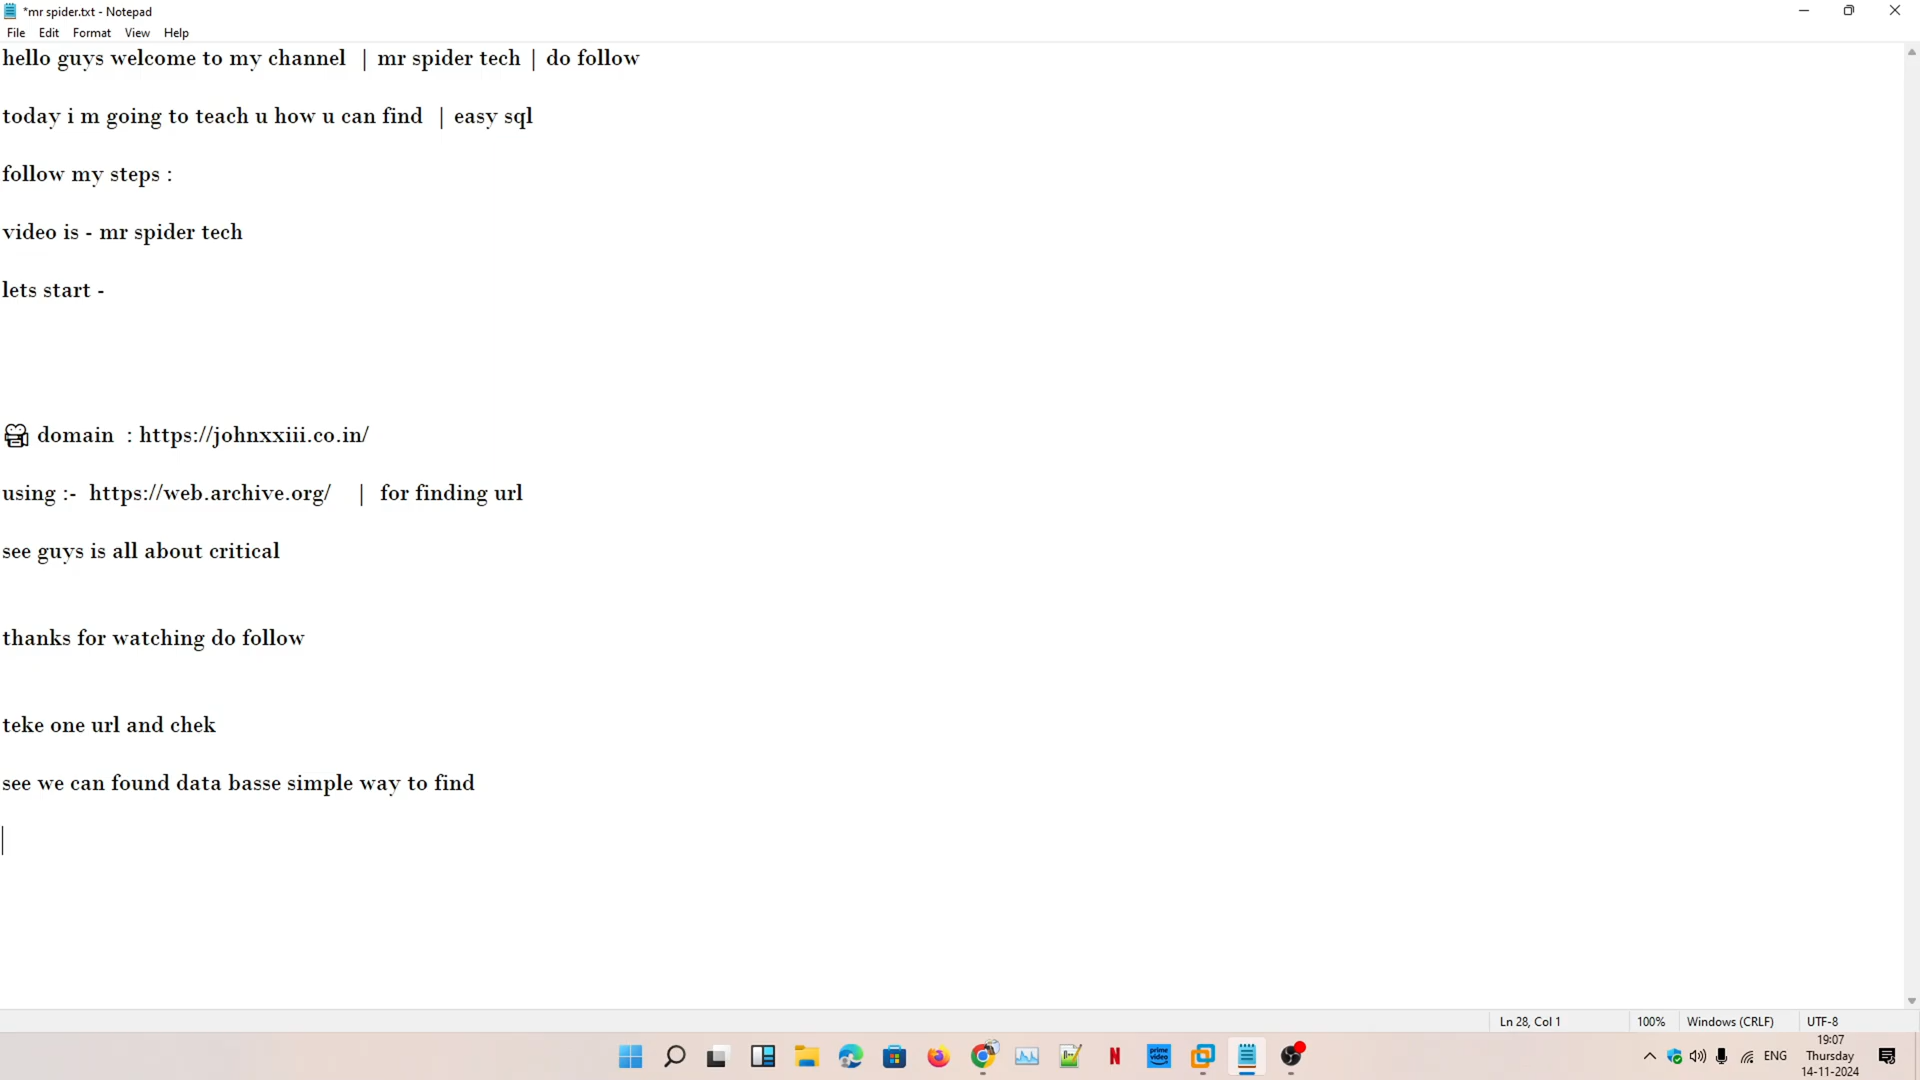 *mr spider.txt - Notepad
File Edit Format View Help
hello guys welcome to my channel | mr spider tech | do follow
today i m going to teach u how u can find | easy sql
follow my steps :
video is - mr spider tech
lets start -
domain : https://johnxxiii.co.in/
using :- https://web.archive.org/ | for finding url
see guys is all about critical
thanks for watching do follow
teke one url and chek
see we can found data basse simple way to find
Ln 28, Col 1 100% Windows (CRLF) UTF-8
N prime video ENG
19:07
Thursday
14-11-2024